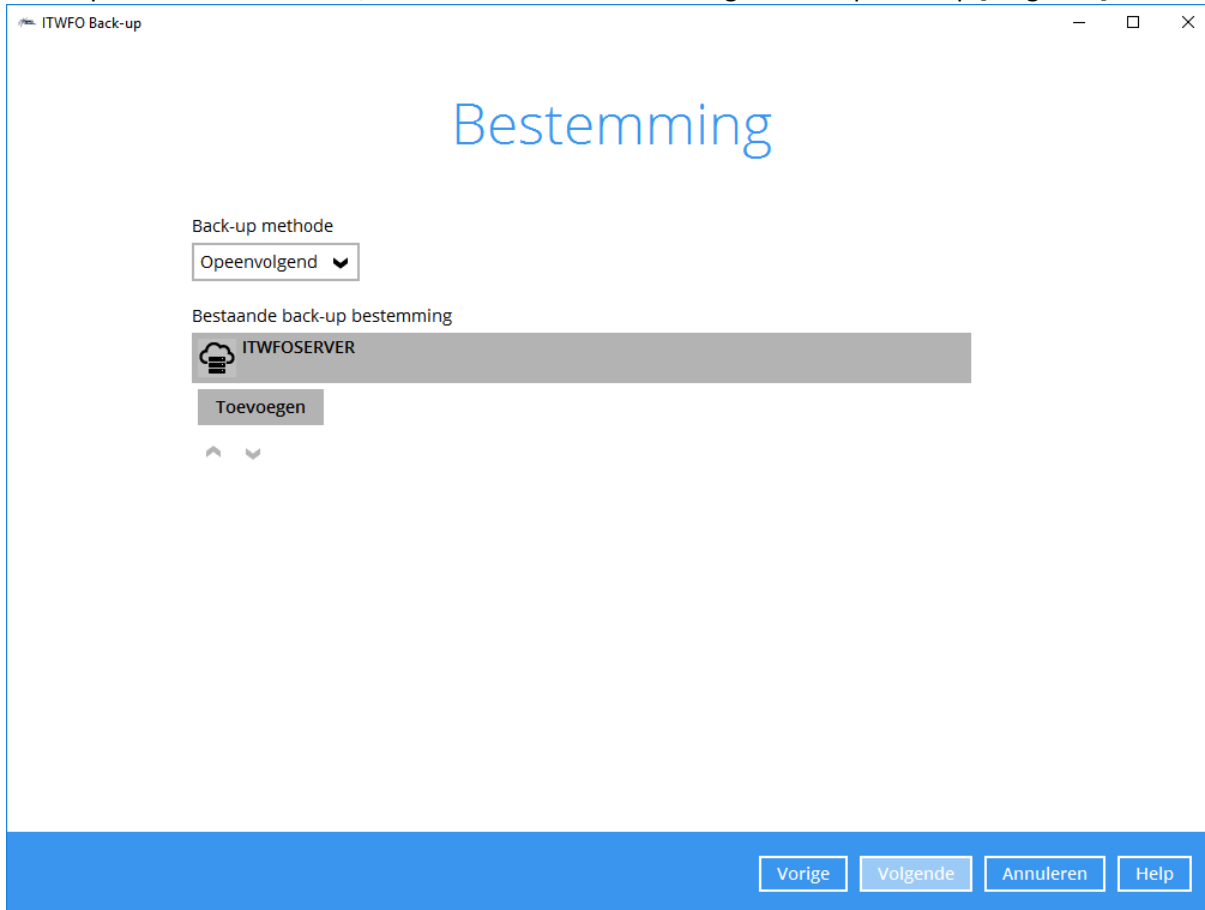 ITWFO Back-up
Bestemming
Back-up methode
Opeenvolgend
Bestaande back-up bestemming
ITWFOSERVER
Toevoegen
Vorige Volgende Annuleren Help